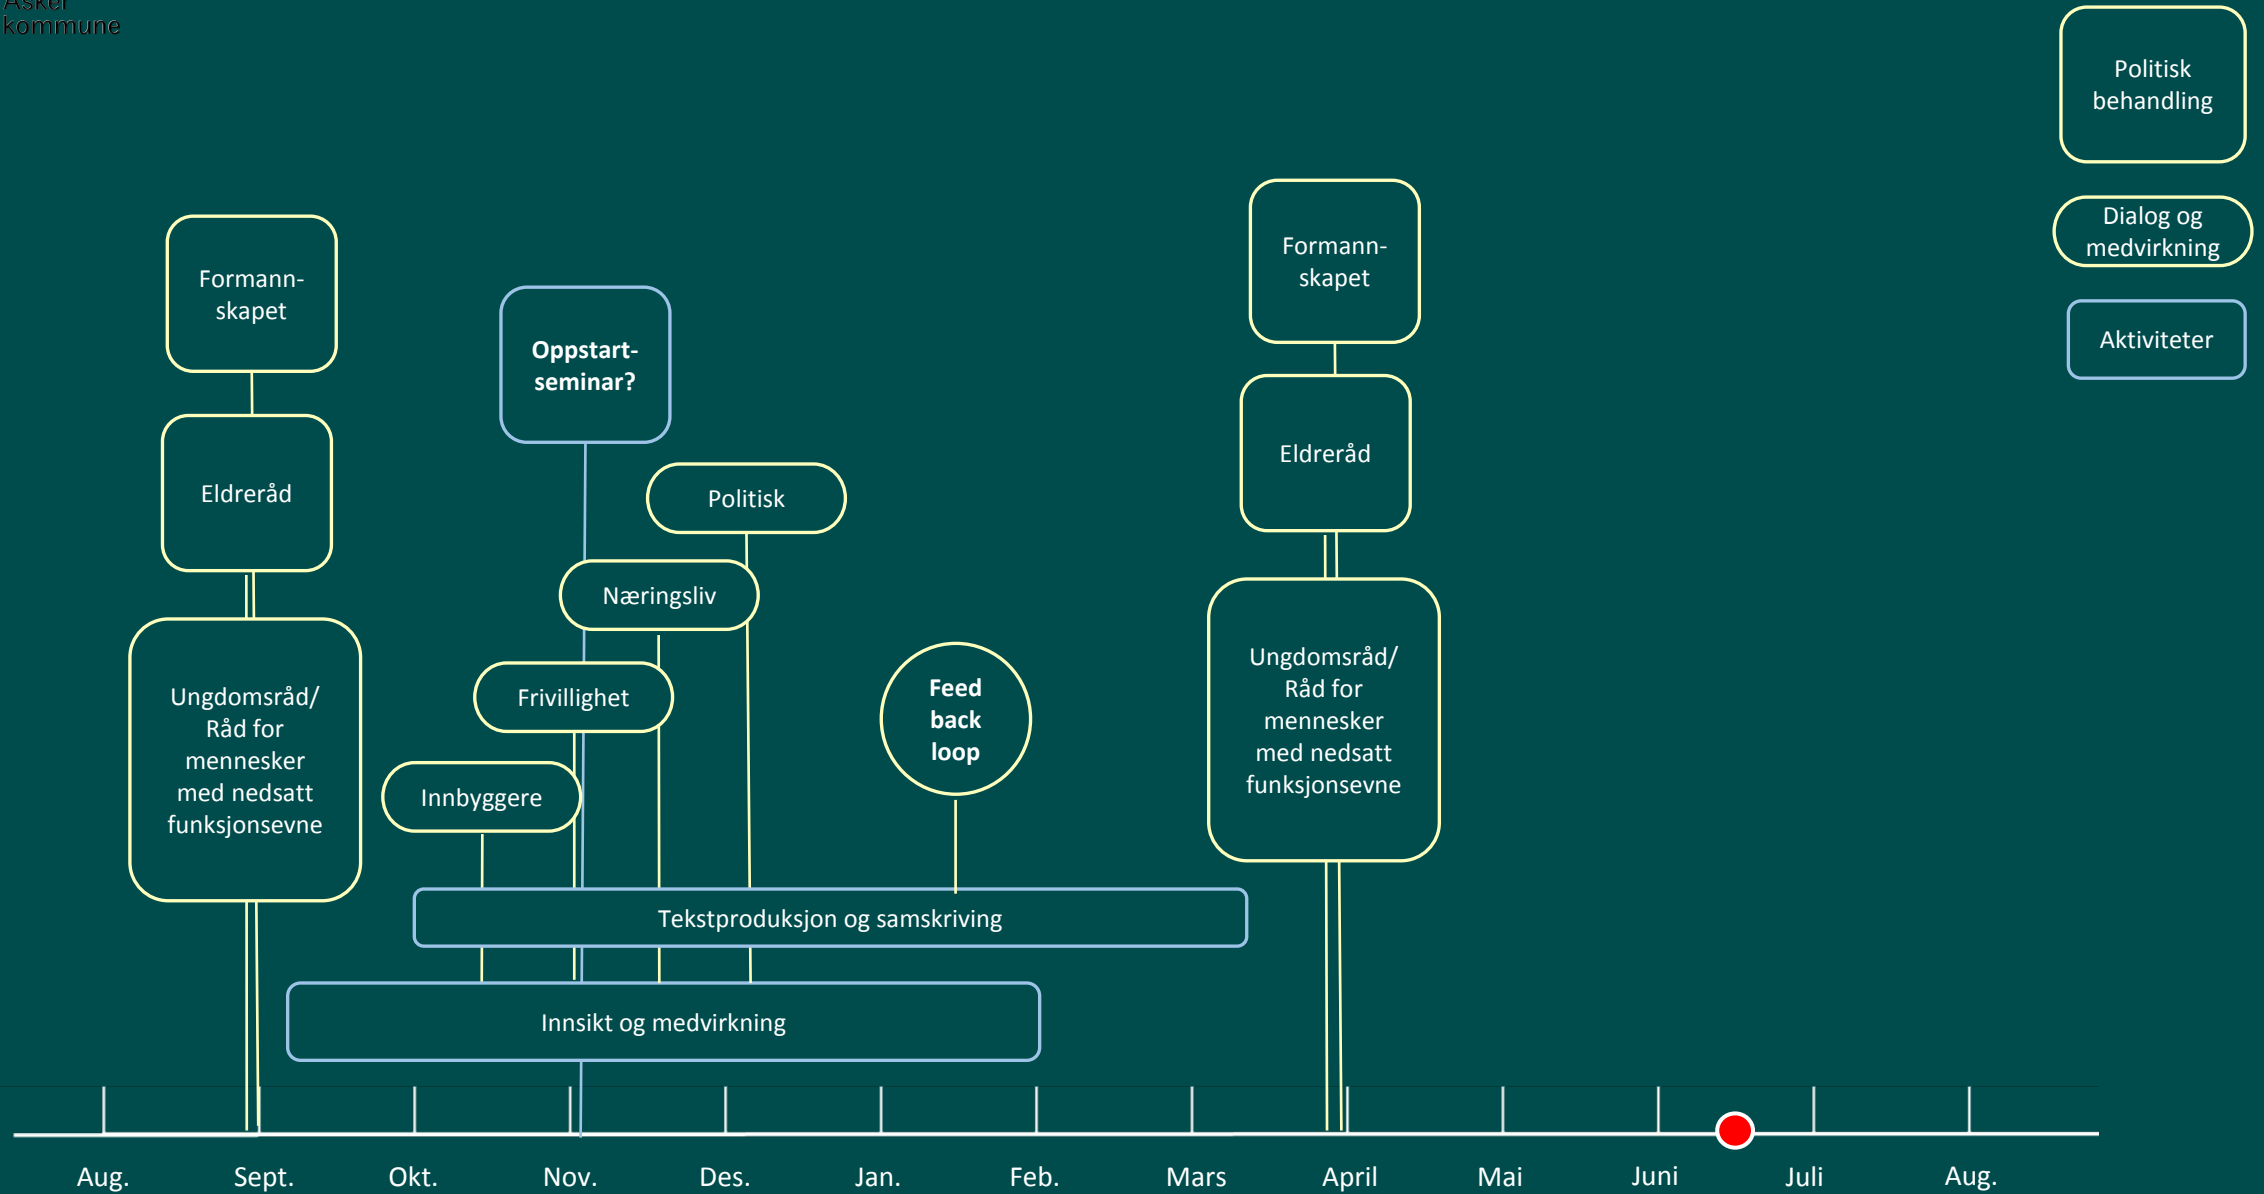 Asker
kommune
Politisk
behandling
Dialog og
medvirkning
Aktiviteter
Formann-
skapet
Eldreråd
Ungdomsråd/
Råd for
mennesker
med nedsatt
funksjonsevne
Oppstart-
seminar?
Politisk
Næringsliv
Frivillighet
Innbyggere
Feed
back
loop
Formann-
skapet
Eldreråd
Ungdomsråd/
Råd for
mennesker
med nedsatt
funksjonsevne
Tekstproduksjon og samskriving
Innsikt og medvirkning
Aug.
Sept.
Okt.
Nov.
Des.
Jan.
Feb.
Mars
April
Mai
Juni
Juli
Aug.